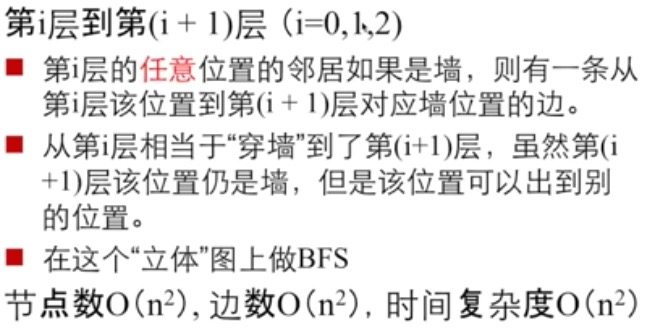 第i层到第(i + 1)层（i=0,1,2)
■ 第i层的任意位置的邻居如果是墙，则有一条从
第i层该位置到第(i + 1)层对应墙位置的边。
■ 从第i层相当于“穿墙”到了第(i+1)层，虽然第(i
+1)层该位置仍是墙，但是该位置可以出到别
的位置。
■ 在这个“立体”图上做BFS
节点数O（n²), 边数O（n²)，时间复杂度O（n²)